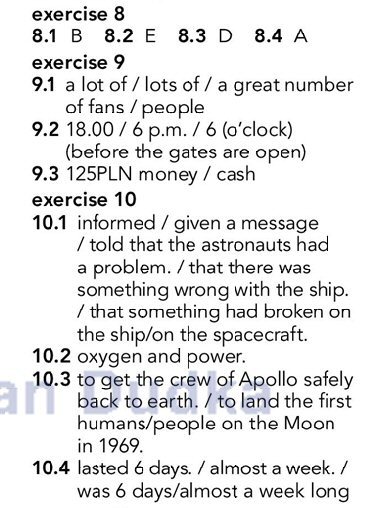 exercise 8
8.1 B 8.2 E 8.3 D 8.4 A
exercise 9
9.1 a lot of / lots of / a great number
of fans / people
9.2 18.00 / 6 p.m. / 6 (o'clock)
(before the gates are open)
9.3 125PLN money / cash
exercise 10
10.1 informed / given a message
/ told that the astronauts had
a problem. / that there was
something wrong with the ship.
/ that something had broken on
the ship/on the spacecraft.
10.2 oxygen and power.
10.3 to get the crew of Apollo safely
back to earth. / to land the first
humans/people on the Moon
in 1969.
10.4 lasted 6 days. / almost a week. /
was 6 days/almost a week long
an Dudka